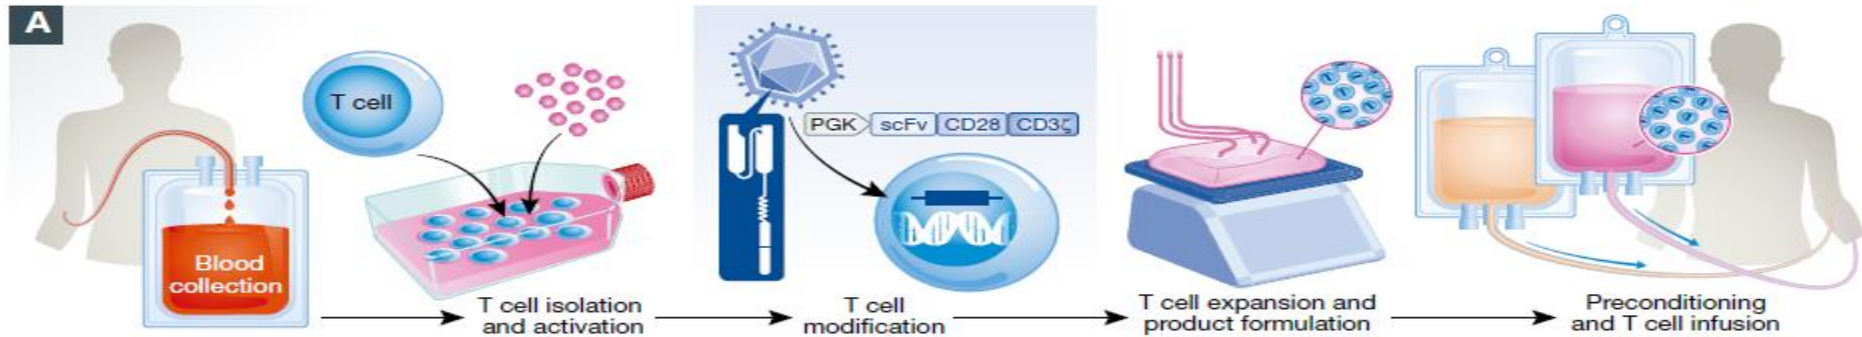 A
T cell
Blood
collection
T cell isolation
and activation
PGK scFv CD28 CD3ζ
T cell
modification
T cell expansion and
product formulation
Preconditioning
and T cell infusion